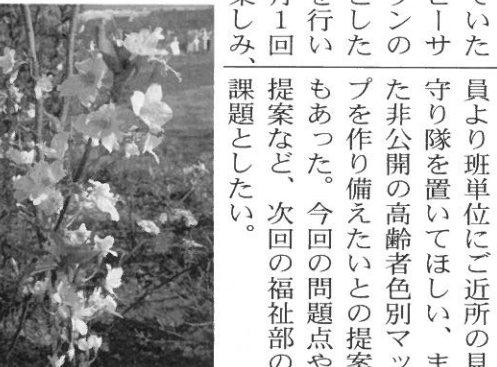 ていた
ピーサ
ンの
とした
を行い
月1回
楽しみ、
員より班単位にご近所の見
守り隊を置いてほしい、ま
た非公開の高齢者色別マッ
プを作り備えたいとの提案
もあった。今回の問題点や
提案など、次回の福祉部の
課題としたい。